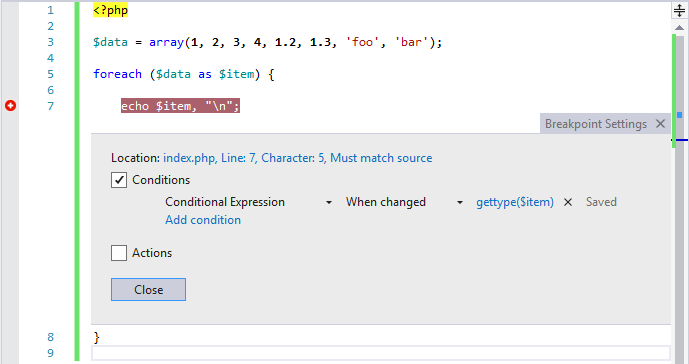 1 <?php
2
3 $data = array(1, 2, 3, 4, 1.2, 1.3, 'foo', 'bar');
4
5 foreach ($data as $item) {
6
7 echo $item, "\n";
Breakpoint Settings
Location: index.php, Line: 7, Character: 5, Must match source
Conditions
Conditional Expression When changed gettype($item) × Saved
Add condition
Actions
Close
8 }
9